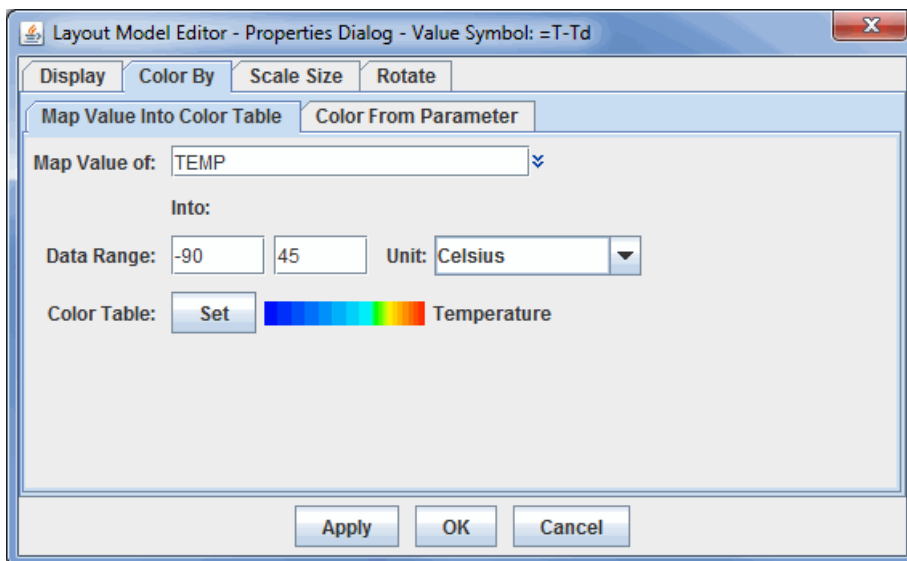 Layout Model Editor - Properties Dialog - Value Symbol: =T-Td
Display Color By Scale Size Rotate
Map Value Into Color Table Color From Parameter
Map Value of: TEMP
Into:
Data Range: -90 45 Unit: Celsius
Color Table: Set Temperature
Apply OK Cancel